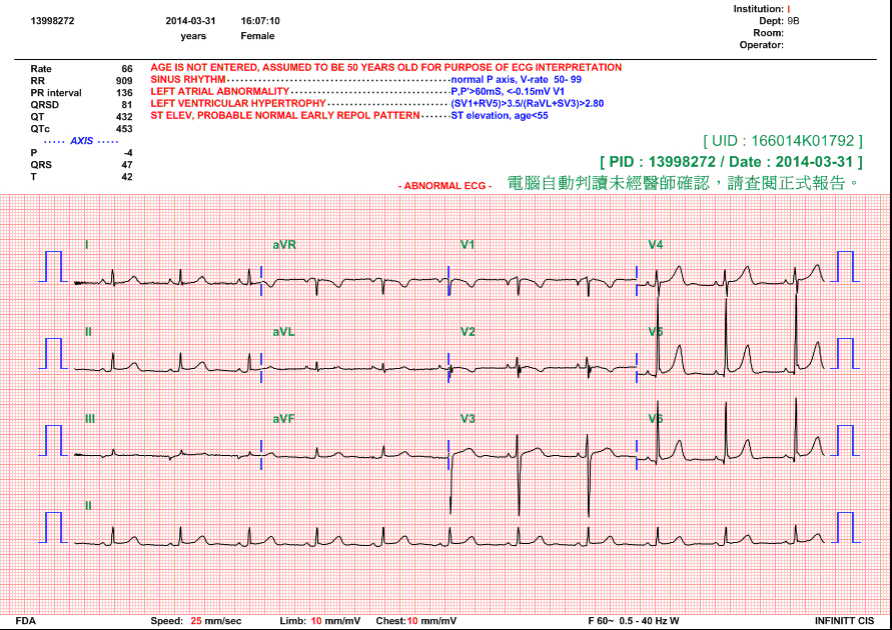 Institution: I
13998272 2014-03-31 16:07:10 Dept: 9B
years Female Room:
Operator:
Rate 66 AGE IS NOT ENTERED, ASSUMED TO BE 50 YEARS OLD FOR PURPOSE OF ECG INTERPRETATION
RR 909 SINUS RHYTHM- - - - - - - - - - - - - - - - - - - -normal P axis, V-rate 50- 99
PR interval 136 LEFT ATRIAL ABNORMALITY- - - - - - - - - - - - - - - -P,P'>60mS, <-0.15mV V1
QRSD 81 LEFT VENTRICULAR HYPERTROPHY- - - - - - - - - - - - - (SV1+RV5)>3.5/(RaVL+SV3)>2.80
QT 432 ST ELEV, PROBABLE NORMAL EARLY REPOL PATTERN- - - - - -ST elevation, age<55
QTc 453
····· AXIS ·····
[ UID : 166014K01792 ]
P -4
QRS 47 [ PID : 13998272 / Date : 2014-03-31 ]
T 42
- ABNORMAL ECG - 電腦自動判讀未經醫師確認，請查閱正式報告。
I aVR V1 V4
II aVL V2 V5
III aVF V3 V6
II
FDA Speed: 25 mm/sec Limb: 10 mm/mV Chest:10 mm/mV F 60~ 0.5 - 40 Hz W INFINITT CIS